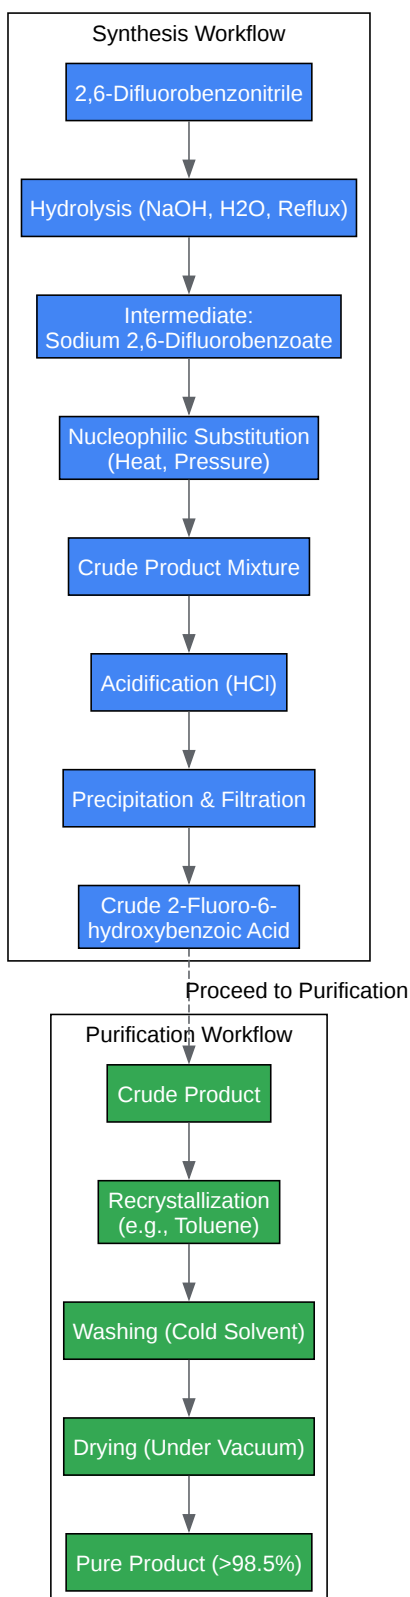 Synthesis Workflow
2,6-Difluorobenzonitrile
Hydrolysis (NaOH, H2O, Reflux)
Intermediate:
Sodium 2,6-Difluorobenzoate
Nucleophilic Substitution
(Heat, Pressure)
Crude Product Mixture
Acidification (HCl)
Precipitation & Filtration
Crude 2-Fluoro-6-
hydroxybenzoic Acid
Proceed to Purification
Purification Workflow
Crude Product
Recrystallization
(e.g., Toluene)
Washing (Cold Solvent)
Drying (Under Vacuum)
Pure Product (>98.5%)